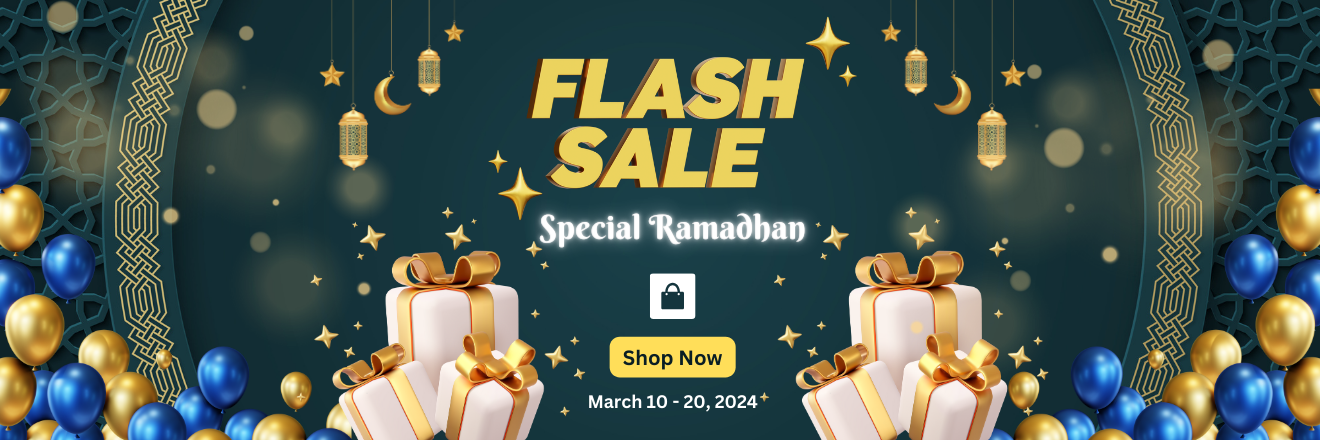 FLASH
SALE
Special Ramadhan
Shop Now
March 10 - 20, 2024